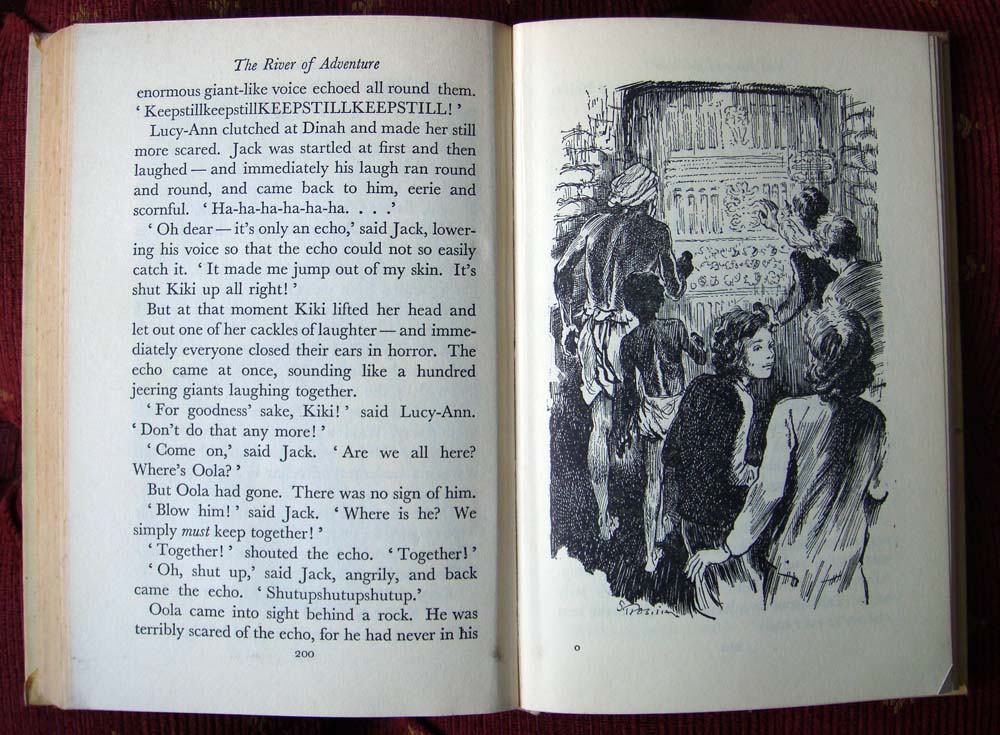 The River of Adventure
enormous giant-like voice echoed all round them.
‘ KeepstillkeepstillKEEPSTILLKEEPSTILL! ’
Lucy-Ann clutched at Dinah and made her still
more scared. Jack was startled at first and then
laughed — and immediately his laugh ran round
and round, and came back to him, eerie and
scornful. ‘ Ha-ha-ha-ha-ha-ha. . . .’
‘ Oh dear — it’s only an echo,’ said Jack, lower-
ing his voice so that the echo could not so easily
catch it. ‘ It made me jump out of my skin. It’s
shut Kiki up all right! ’
But at that moment Kiki lifted her head and
let out one of her cackles of laughter — and imme-
diately everyone closed their ears in horror. The
echo came at once, sounding like a hundred
jeering giants laughing together.
‘ For goodness’ sake, Kiki! ’ said Lucy-Ann.
‘ Don’t do that any more! ’
‘ Come on,’ said Jack. ‘ Are we all here?
Where’s Oola? ’
But Oola had gone. There was no sign of him.
‘ Blow him! ’ said Jack. ‘ Where is he? We
simply must keep together! ’
‘ Together! ’ shouted the echo. ‘ Together! ’
‘ Oh, shut up,’ said Jack, angrily, and back
came the echo. ‘ Shutupshutupshutup.’
Oola came into sight behind a rock. He was
terribly scared of the echo, for he had never in his
200
o